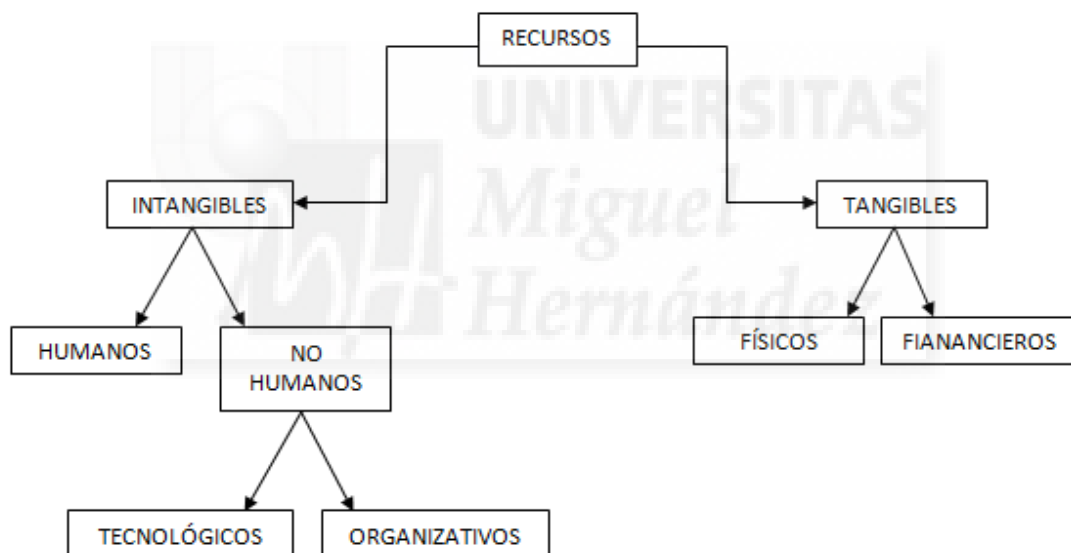 RECURSOS
UNIVERSITAS
Miguel
Hernández
INTANGIBLES
TANGIBLES
HUMANOS
NO
HUMANOS
FÍSICOS
FIANANCIEROS
TECNOLÓGICOS
ORGANIZATIVOS